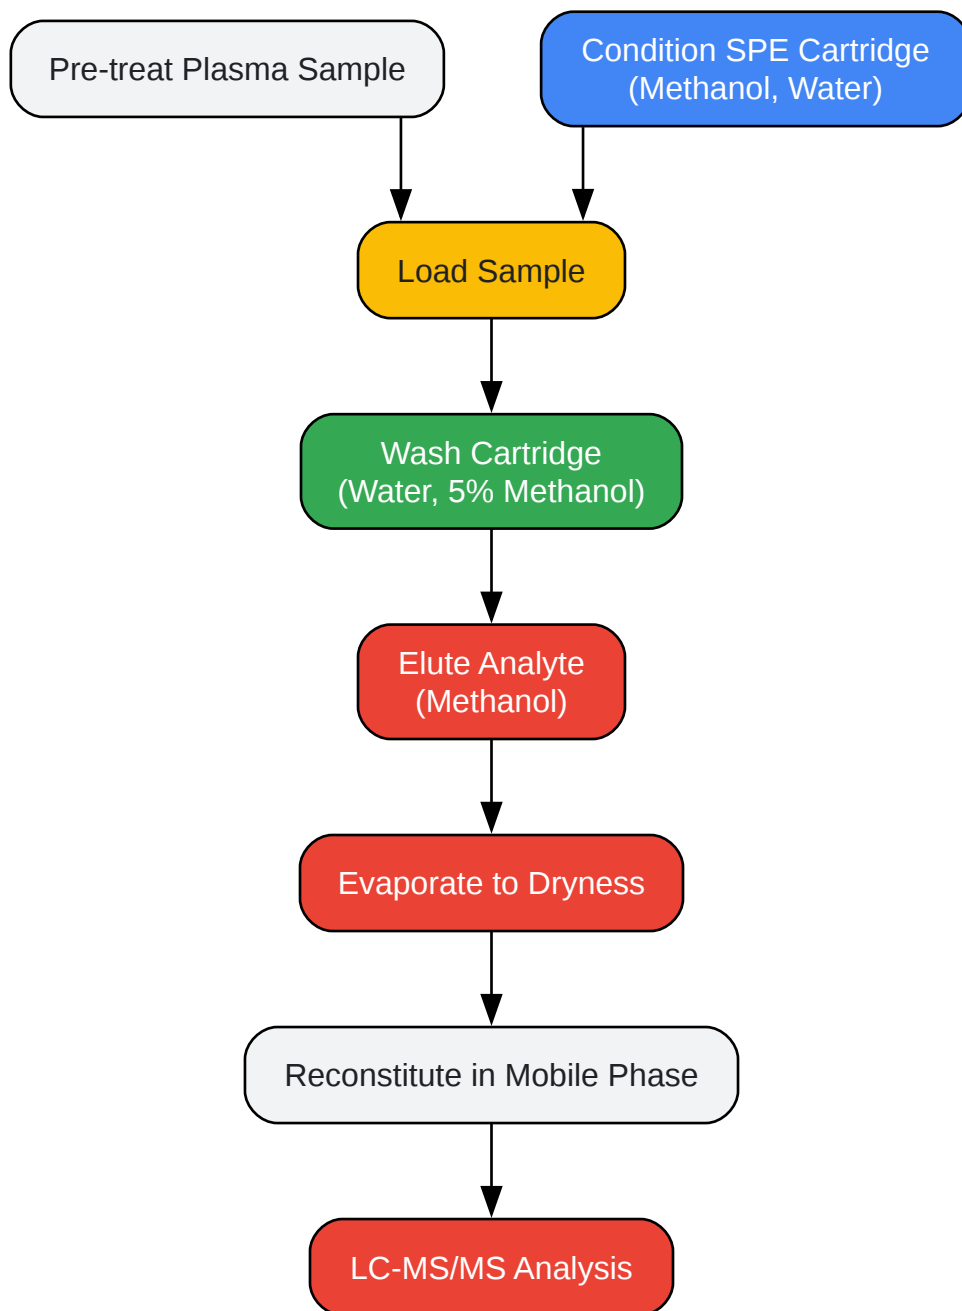 Pre-treat Plasma Sample
Condition SPE Cartridge
(Methanol, Water)
Load Sample
Wash Cartridge
(Water, 5% Methanol)
Elute Analyte
(Methanol)
Evaporate to Dryness
Reconstitute in Mobile Phase
LC-MS/MS Analysis